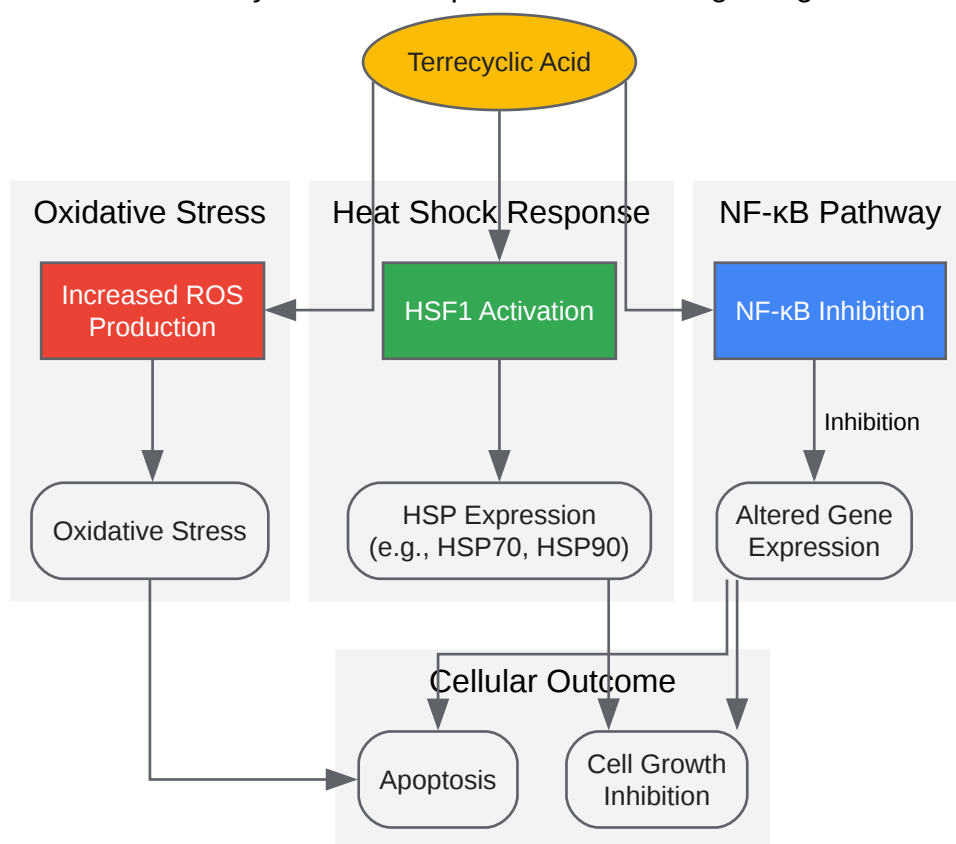 Terrecyclic Acid
Oxidative Stress
Heat Shock Response
NF-κB Pathway
Increased ROS
Production
HSF1 Activation
NF-κB Inhibition
Inhibition
Oxidative Stress
HSP Expression
(e.g., HSP70, HSP90)
Altered Gene
Expression
Cellular Outcome
Apoptosis
Cell Growth
Inhibition